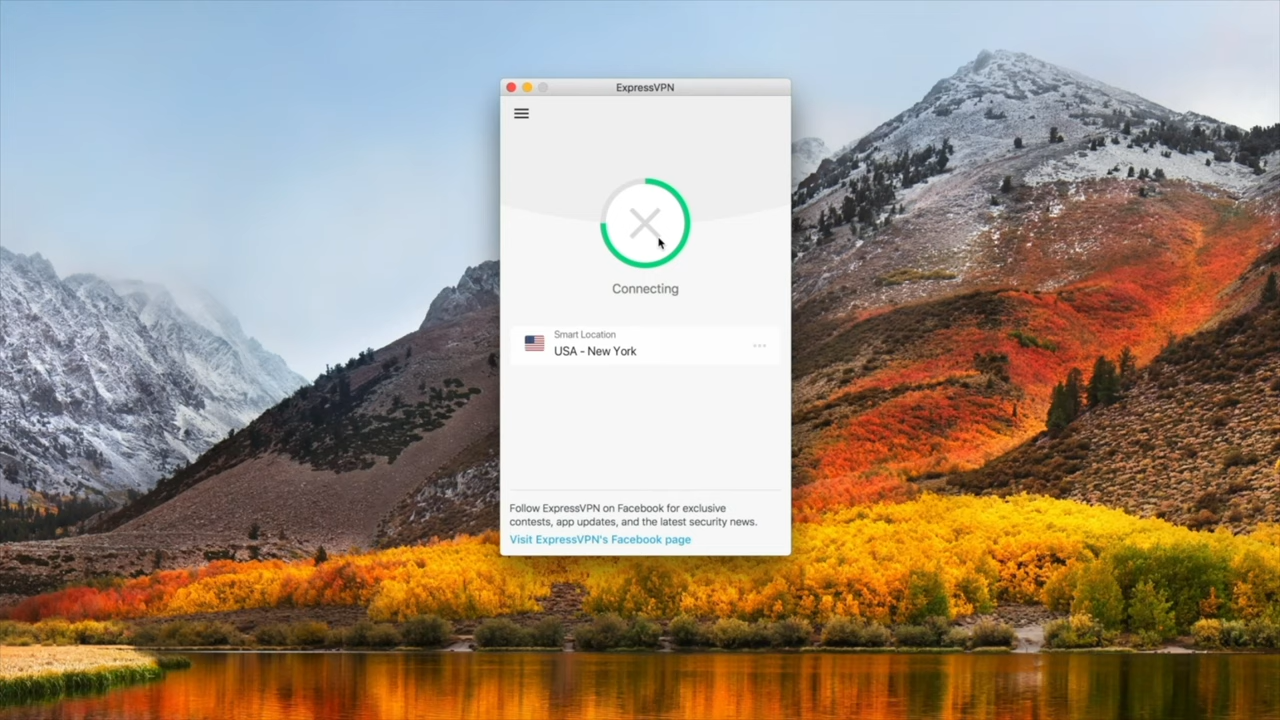 ExpressVPN
Connecting
Smart Location
USA - New York
Follow ExpressVPN on Facebook for exclusive
contests, app updates, and the latest security news.
Visit ExpressVPN's Facebook page